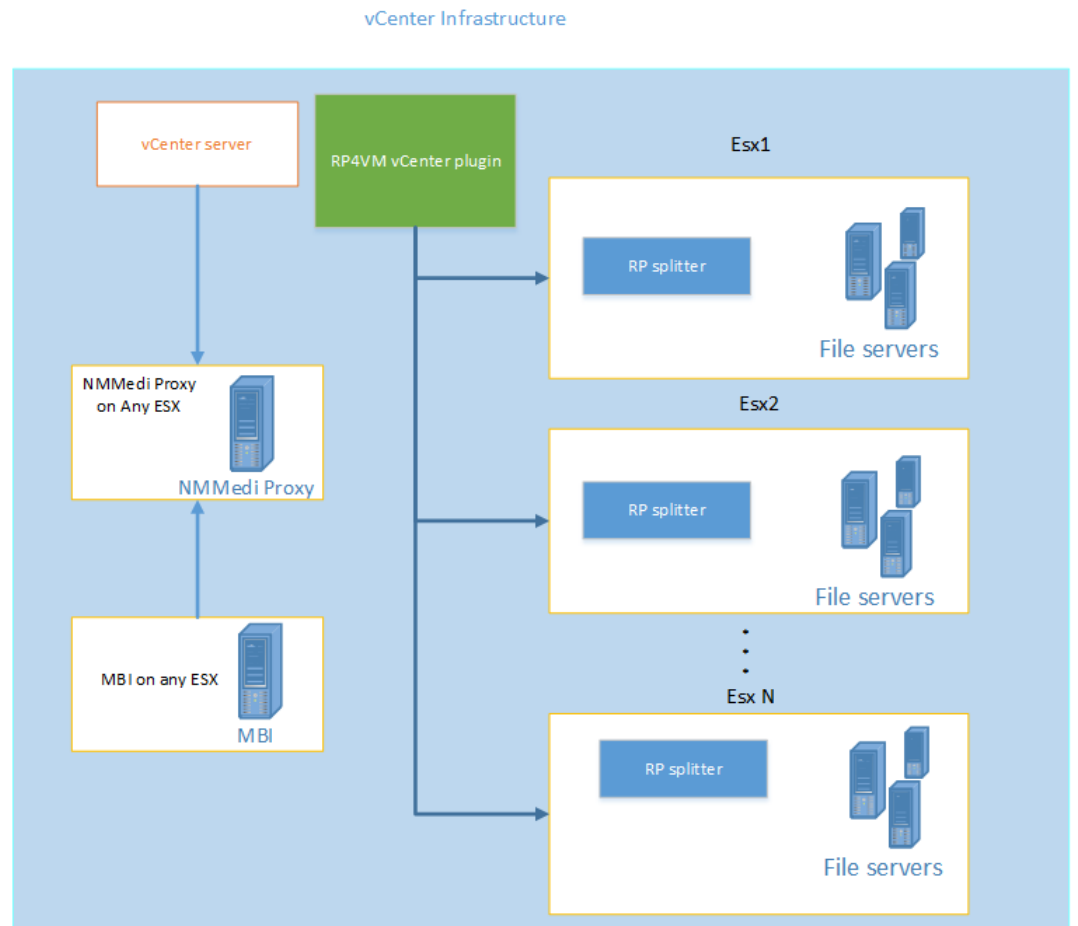 vCenter Infrastructure
vCenter server
RP4VM vCenter plugin
Esx1
RP splitter
File servers
NMMedi Proxy
on Any ESX
NMMedi Proxy
Esx2
RP splitter
File servers
MBI on any ESX
MBI
Esx N
RP splitter
File servers